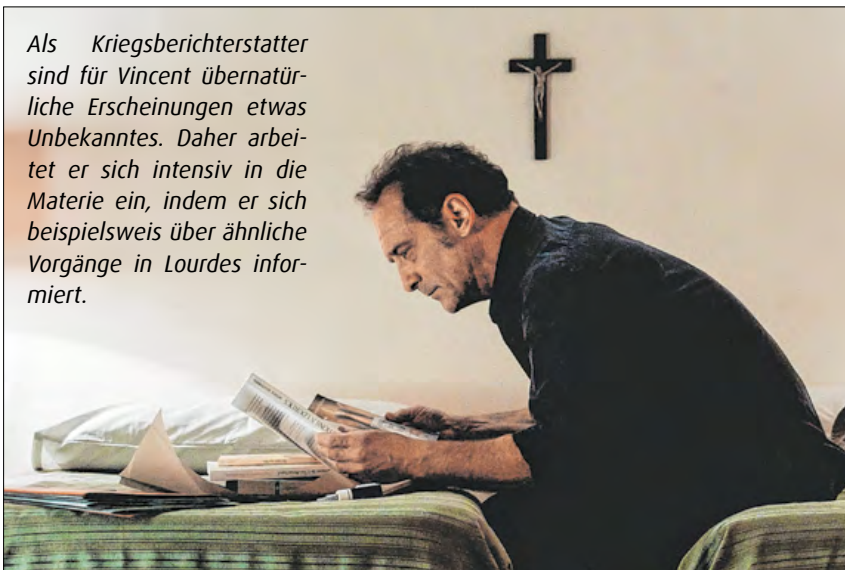 Als Kriegsberichterstatter
sind für Vincent übernatür-
liche Erscheinungen etwas
Unbekanntes. Daher arbei-
tet er sich intensiv in die
Materie ein, indem er sich
beispielsweis über ähnliche
Vorgänge in Lourdes infor-
miert.